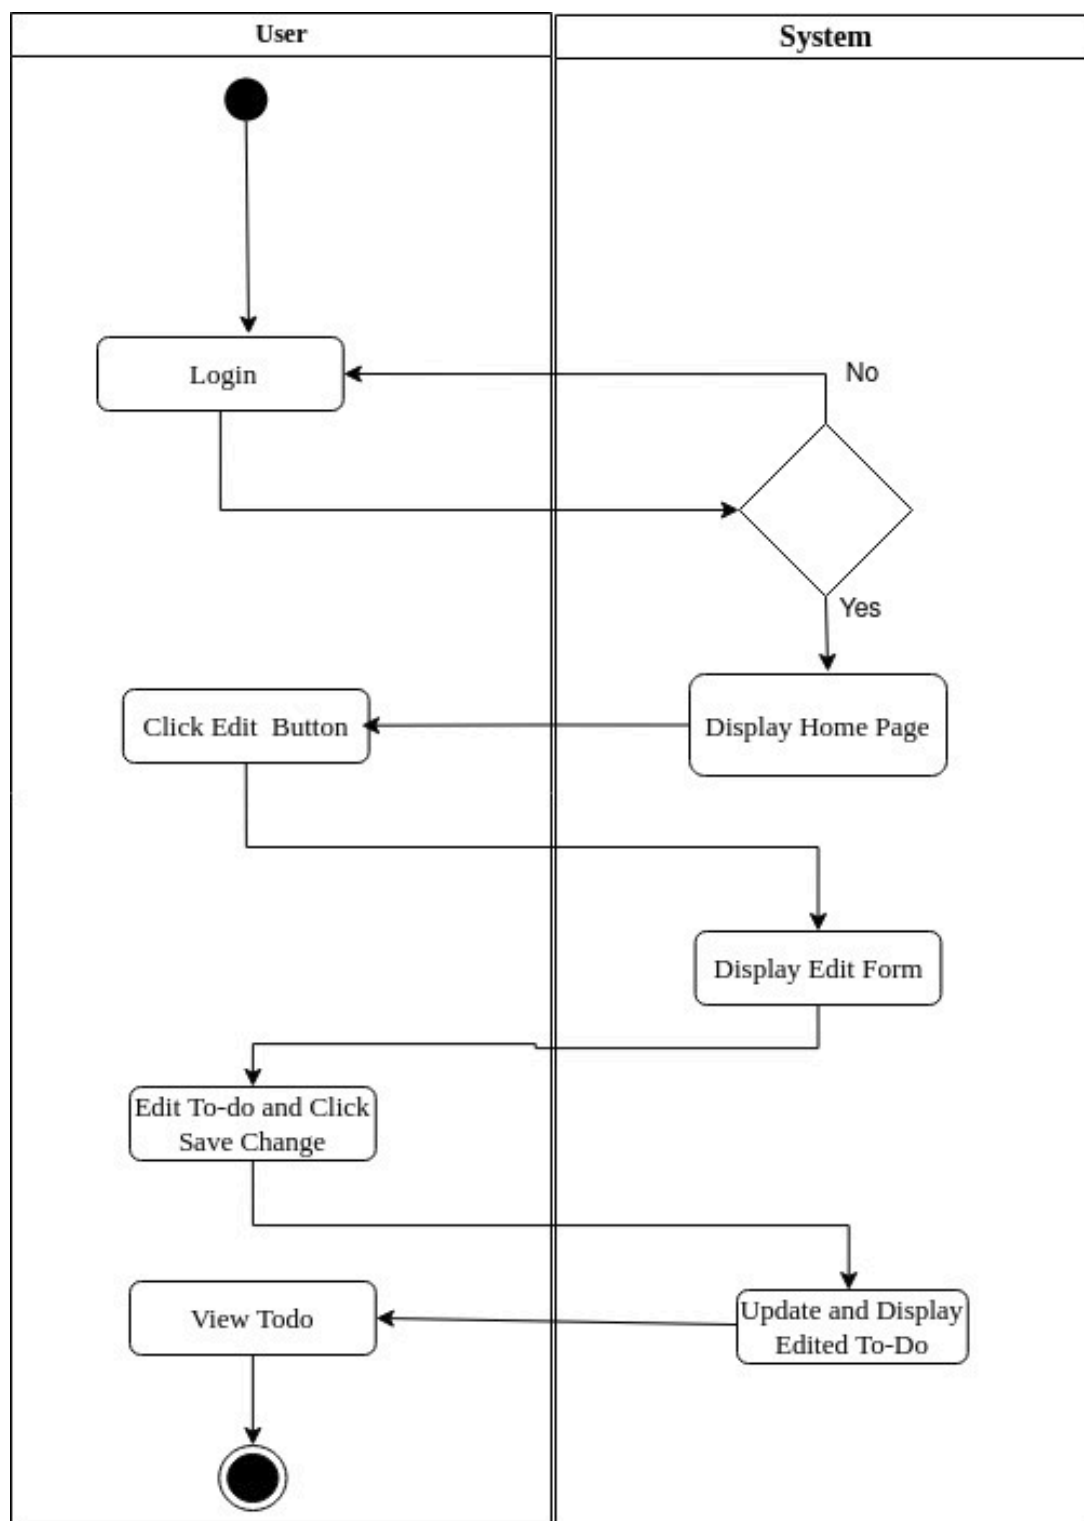 User
System
Login
No
Yes
Click Edit  Button
Display Home Page
Display Edit Form
Edit To-do and Click
Save Change
View Todo
Update and Display
Edited To-Do